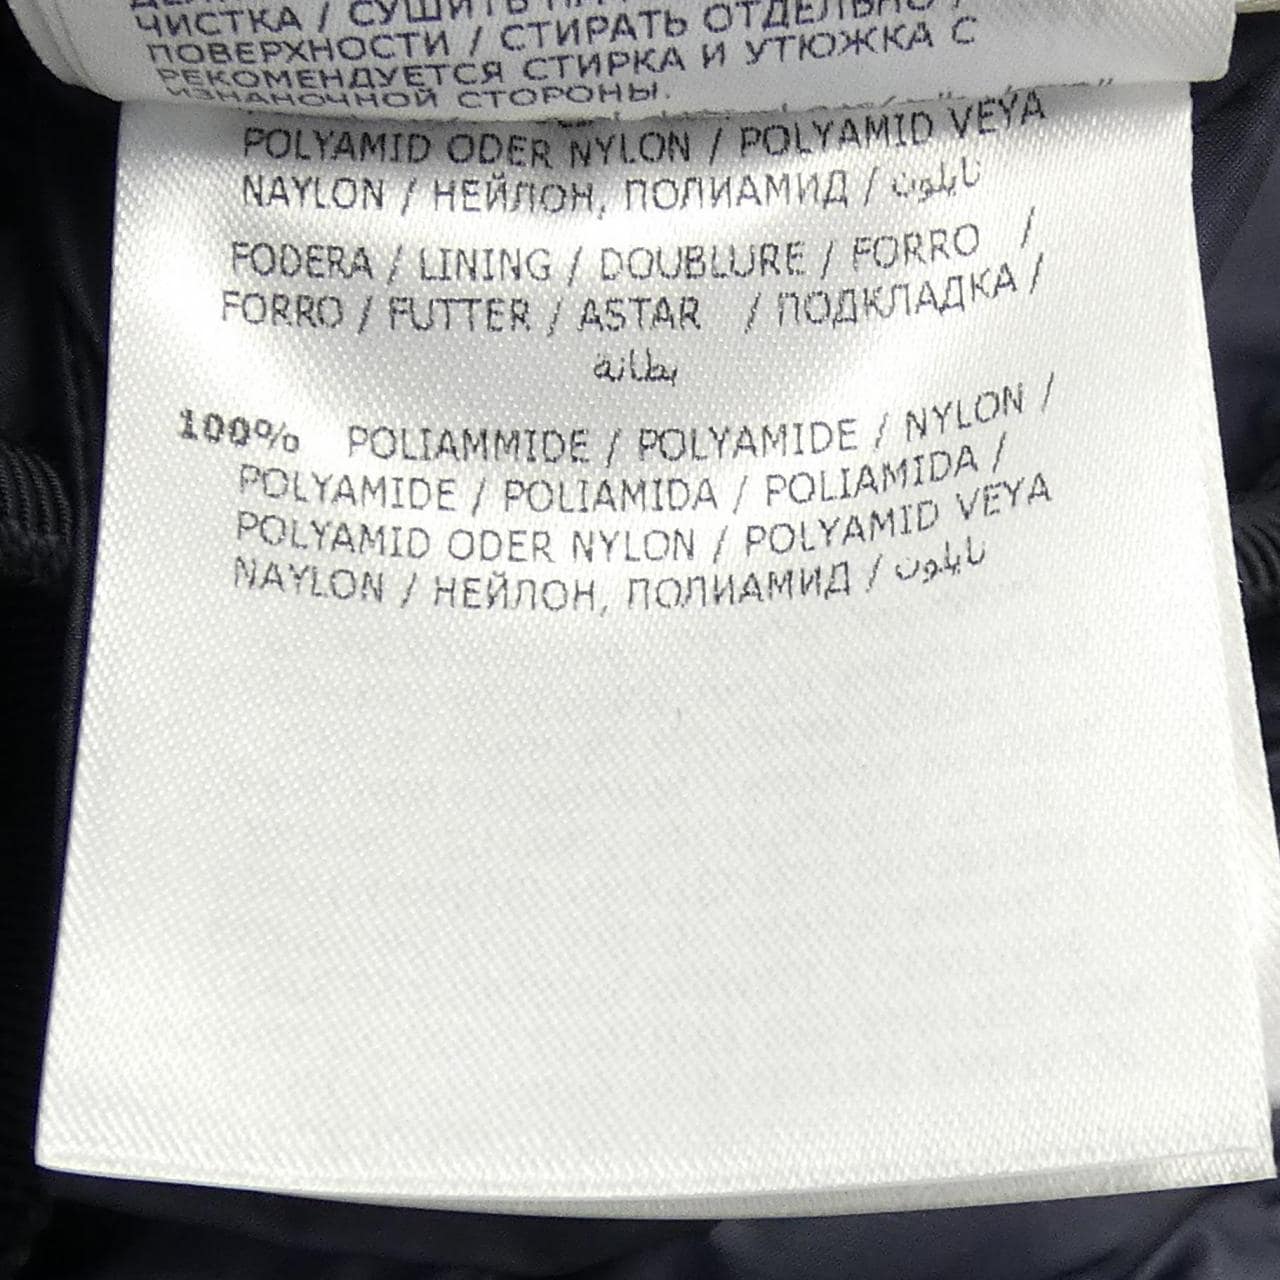 ЧИСТКА / СУШИТЬ
ПОВЕРХНОСТИ / СТИРАТЬ ОТДЕЛЬНО /
РЕКОМЕНДУЕТСЯ СТИРКА И УТЮЖКА С
ИЗНАНОЧНОЙ СТОРОНЫ.
POLYAMID ODER NYLON / POLYAMID VEYA
NAYLON / НЕЙЛОН, ПОЛИАМИД / نايلون
FODERA / LINING / DOUBLURE / FORRO /
FORRO / FUTTER / ASTAR / ПОДКЛАДКА /
بطانة
100% POLIAMMIDE / POLYAMIDE / NYLON /
POLYAMIDE / POLIAMIDA / POLIAMIDA /
POLYAMID ODER NYLON / POLYAMID VEYA
NAYLON / НЕЙЛОН, ПОЛИАМИД / نايلون